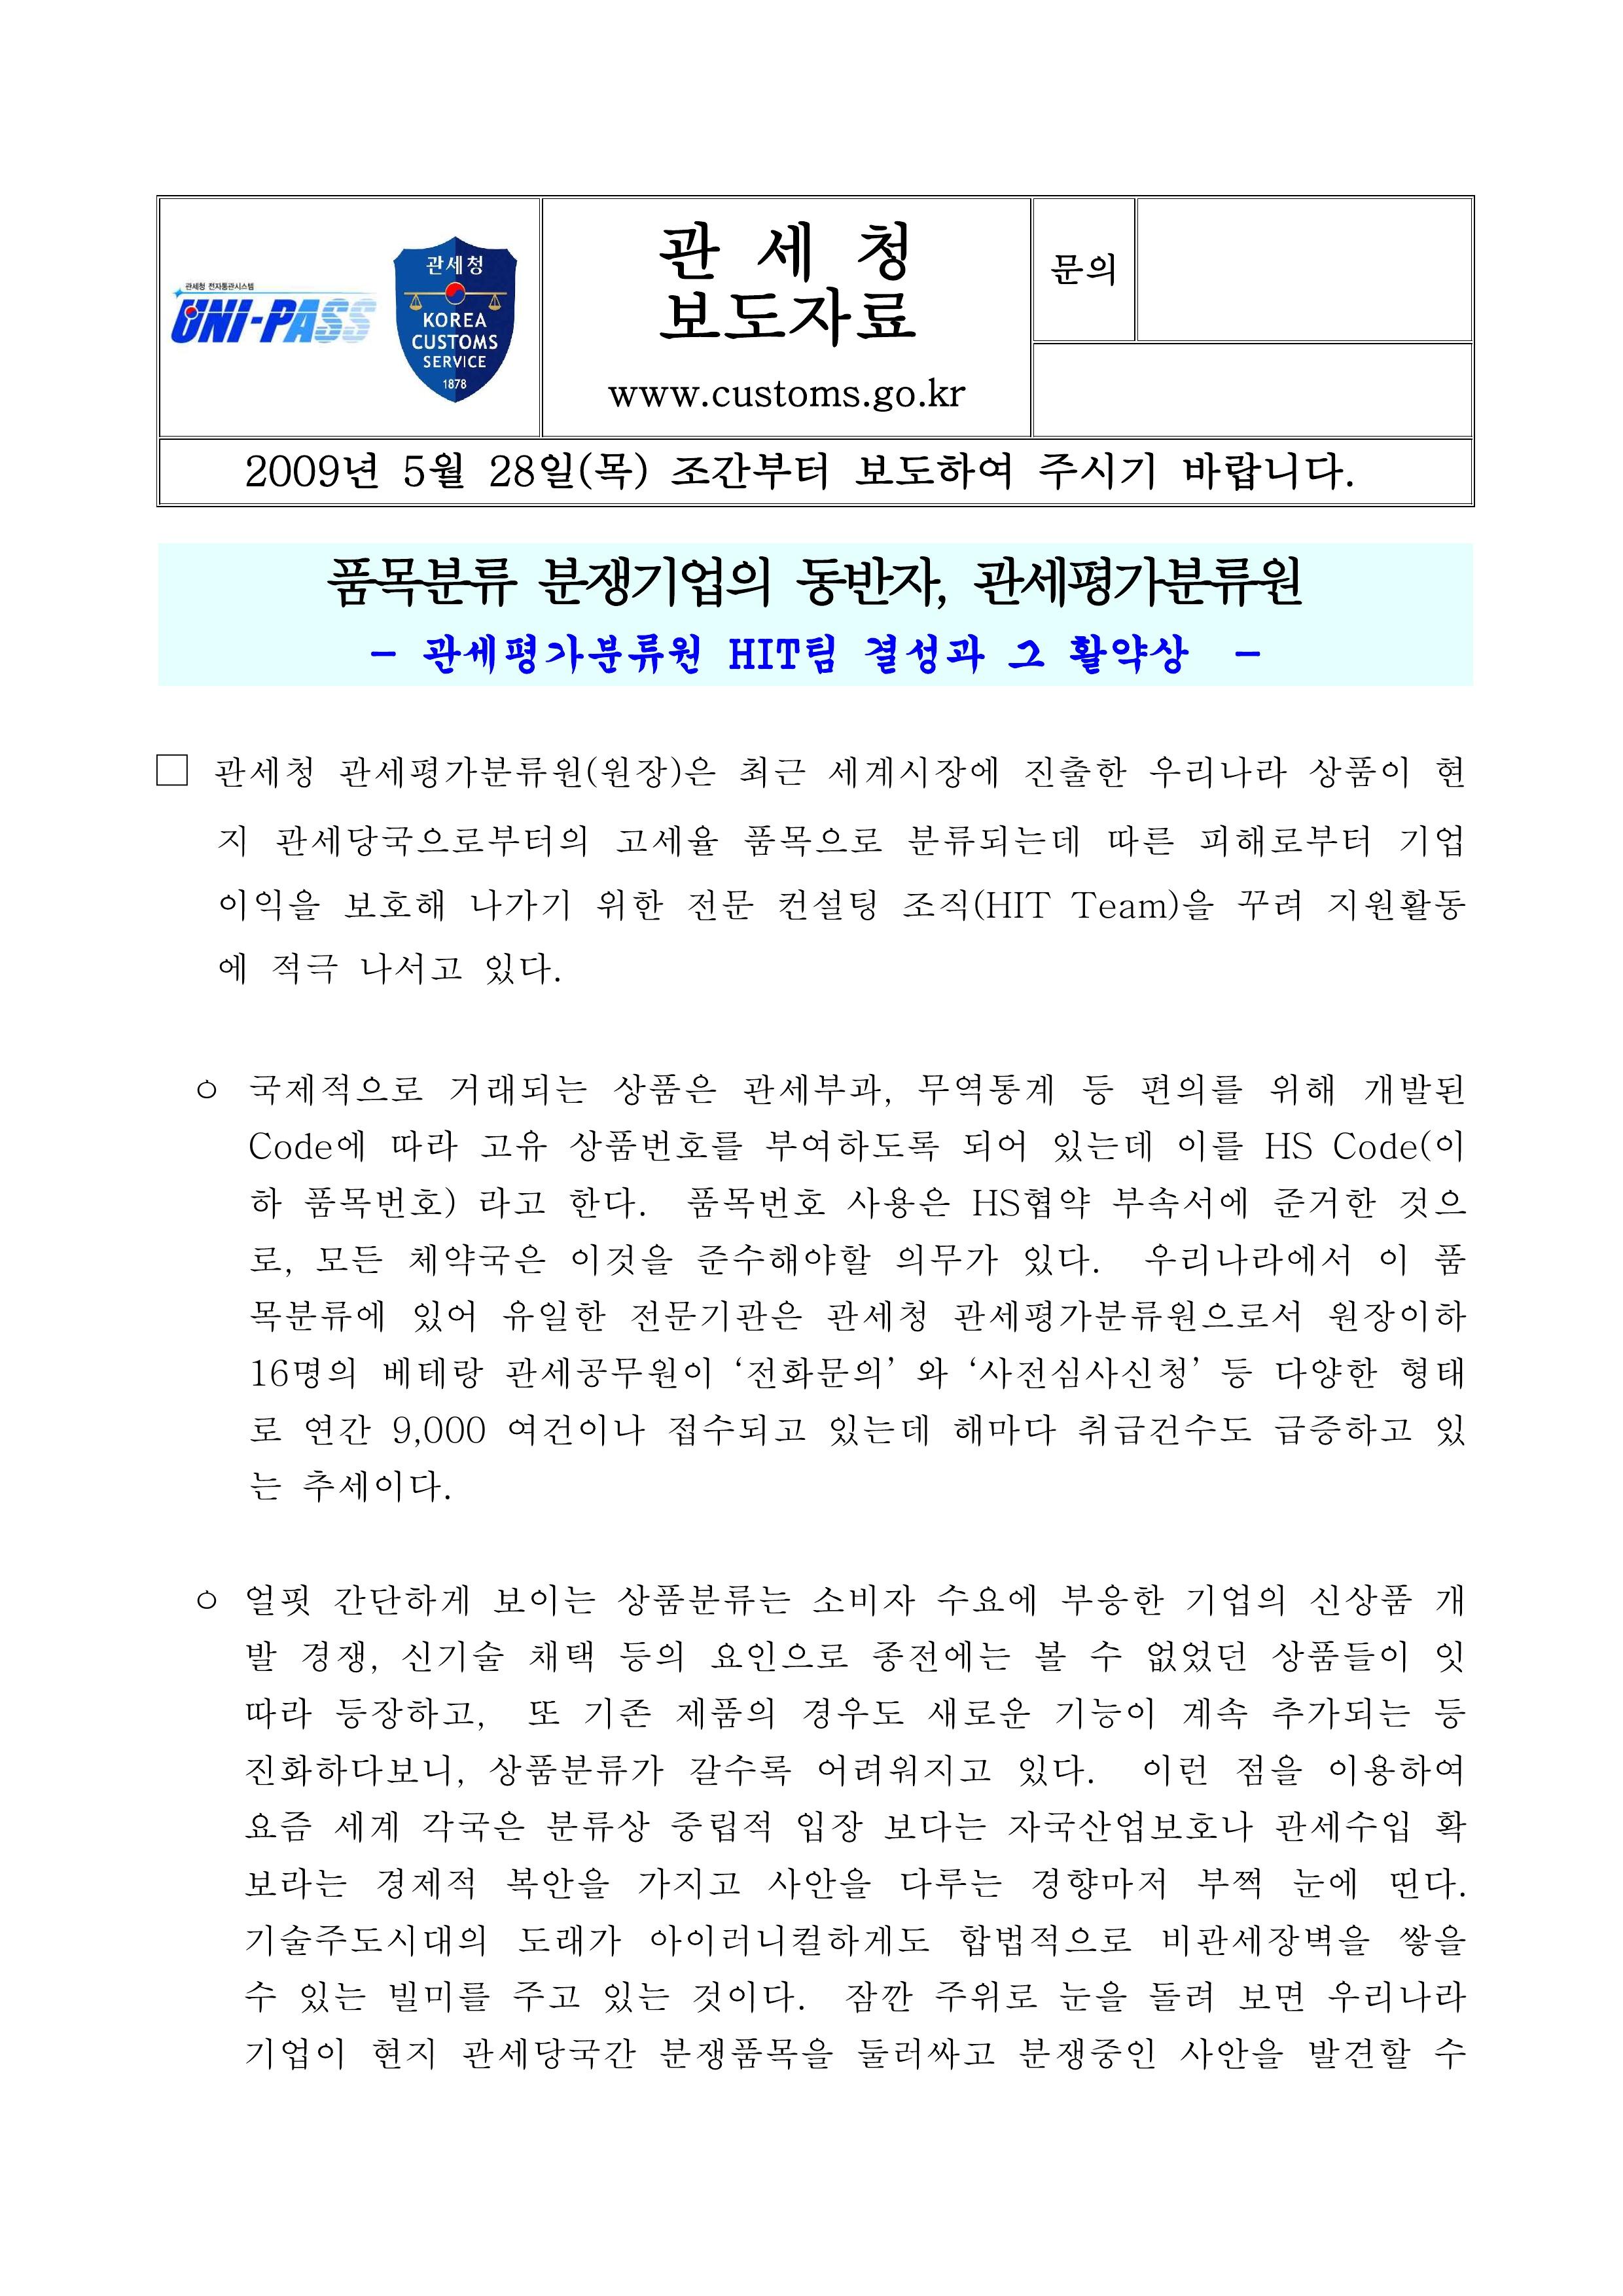 관세청 전자통관시스템
UNI-PASS
관세청
KOREA
CUSTOMS
SERVICE
1878
관 세 청
보도자료
www.customs.go.kr
문의
2009년 5월 28일(목) 조간부터 보도하여 주시기 바랍니다.
품목분류 분쟁기업의 동반자, 관세평가분류원
- 관세평가분류원 HIT팀 결성과 그 활약상 -
□ 관세청 관세평가분류원(원장)은 최근 세계시장에 진출한 우리나라 상품이 현
지 관세당국으로부터의 고세율 품목으로 분류되는데 따른 피해로부터 기업
이익을 보호해 나가기 위한 전문 컨설팅 조직(HIT Team)을 꾸려 지원활동
에 적극 나서고 있다.
ㅇ 국제적으로 거래되는 상품은 관세부과, 무역통계 등 편의를 위해 개발된
Code에 따라 고유 상품번호를 부여하도록 되어 있는데 이를 HS Code(이
하 품목번호) 라고 한다. 품목번호 사용은 HS협약 부속서에 준거한 것으
로, 모든 체약국은 이것을 준수해야할 의무가 있다. 우리나라에서 이 품
목분류에 있어 유일한 전문기관은 관세청 관세평가분류원으로서 원장이하
16명의 베테랑 관세공무원이 ‘전화문의’ 와 ‘사전심사신청’ 등 다양한 형태
로 연간 9,000 여건이나 접수되고 있는데 해마다 취급건수도 급증하고 있
는 추세이다.
ㅇ 얼핏 간단하게 보이는 상품분류는 소비자 수요에 부응한 기업의 신상품 개
발 경쟁, 신기술 채택 등의 요인으로 종전에는 볼 수 없었던 상품들이 잇
따라 등장하고, 또 기존 제품의 경우도 새로운 기능이 계속 추가되는 등
진화하다보니, 상품분류가 갈수록 어려워지고 있다. 이런 점을 이용하여
요즘 세계 각국은 분류상 중립적 입장 보다는 자국산업보호나 관세수입 확
보라는 경제적 복안을 가지고 사안을 다루는 경향마저 부쩍 눈에 띤다.
기술주도시대의 도래가 아이러니컬하게도 합법적으로 비관세장벽을 쌓을
수 있는 빌미를 주고 있는 것이다. 잠깐 주위로 눈을 돌려 보면 우리나라
기업이 현지 관세당국간 분쟁품목을 둘러싸고 분쟁중인 사안을 발견할 수